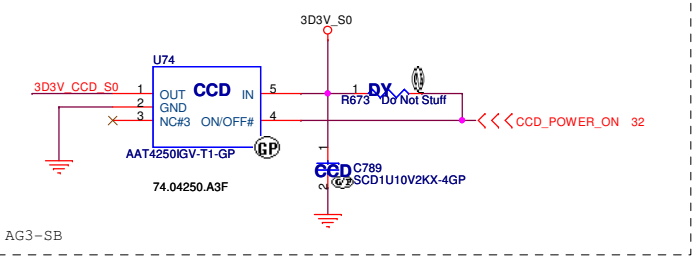 3D3V_S0
U74
3D3V_CCD_S0 1 OUT CCD IN 5 1 DY
R673 Do Not Stuff
2 GND
3 NC#3 ON/OFF# 4 CCD_POWER_ON 32
AAT4250IGV-T1-GP GP
1
CCD C789
2 GP SCD1U10V2KX-4GP
74.04250.A3F
AG3-SB